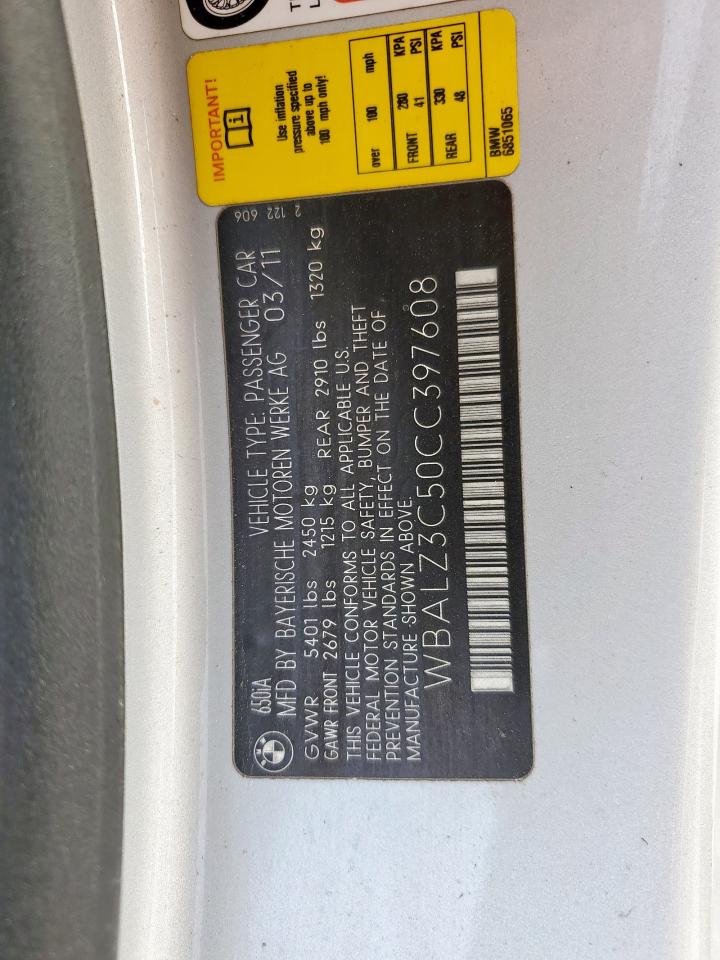 650iA
VEHICLE TYPE: PASSENGER CAR
MFD BY BAYERISCHE MOTOREN WERKE AG 03/11
GVWR 5401 lbs 2450 kg
GAWR FRONT 2679 lbs 1215 kg REAR 2910 lbs 1320 kg
THIS VEHICLE CONFORMS TO ALL APPLICABLE U.S.
FEDERAL MOTOR VEHICLE SAFETY, BUMPER AND THEFT
PREVENTION STANDARDS IN EFFECT ON THE DATE OF
MANUFACTURE SHOWN ABOVE.
WBALZ3C50CC397608
2 122 606
IMPORTANT!
Use inflation
pressure specified
above up to
100 mph only!
over 100 mph
FRONT 280 KPA
41 PSI
REAR 330 KPA
48 PSI
BMW
6851065